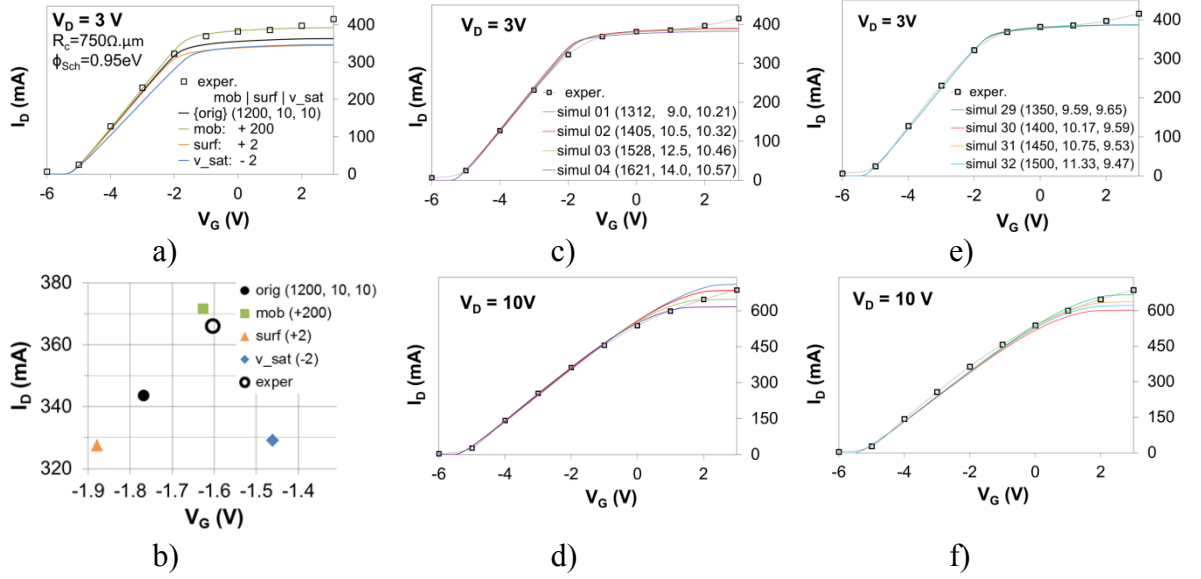 V_D = 3 V
R_c=750Ω.μm
ϕ_Sch=0.95eV
exper.
mob | surf | v_sat
{orig} (1200, 10, 10)
mob: + 200
surf: + 2
v_sat: - 2
400
300
200
100
0
-6 -4 -2 0 2
V_G (V)
I_D (mA)
a)
V_D = 3V
exper.
simul 01 (1312, 9.0, 10.21)
simul 02 (1405, 10.5, 10.32)
simul 03 (1528, 12.5, 10.46)
simul 04 (1621, 14.0, 10.57)
400
300
200
100
0
-6 -4 -2 0 2
V_G (V)
I_D (mA)
c)
V_D = 3V
exper.
simul 29 (1350, 9.59, 9.65)
simul 30 (1400, 10.17, 9.59)
simul 31 (1450, 10.75, 9.53)
simul 32 (1500, 11.33, 9.47)
400
300
200
100
0
-6 -4 -2 0 2
V_G (V)
I_D (mA)
e)
380
360
340
320
I_D (mA)
orig (1200, 10, 10)
mob (+200)
surf (+2)
v_sat (-2)
exper
-1.9 -1.8 -1.7 -1.6 -1.5 -1.4
V_G (V)
b)
V_D = 10V
600
450
300
150
0
-6 -4 -2 0 2
V_G (V)
I_D (mA)
d)
V_D = 10 V
600
450
300
150
0
-6 -4 -2 0 2
V_G (V)
I_D (mA)
f)